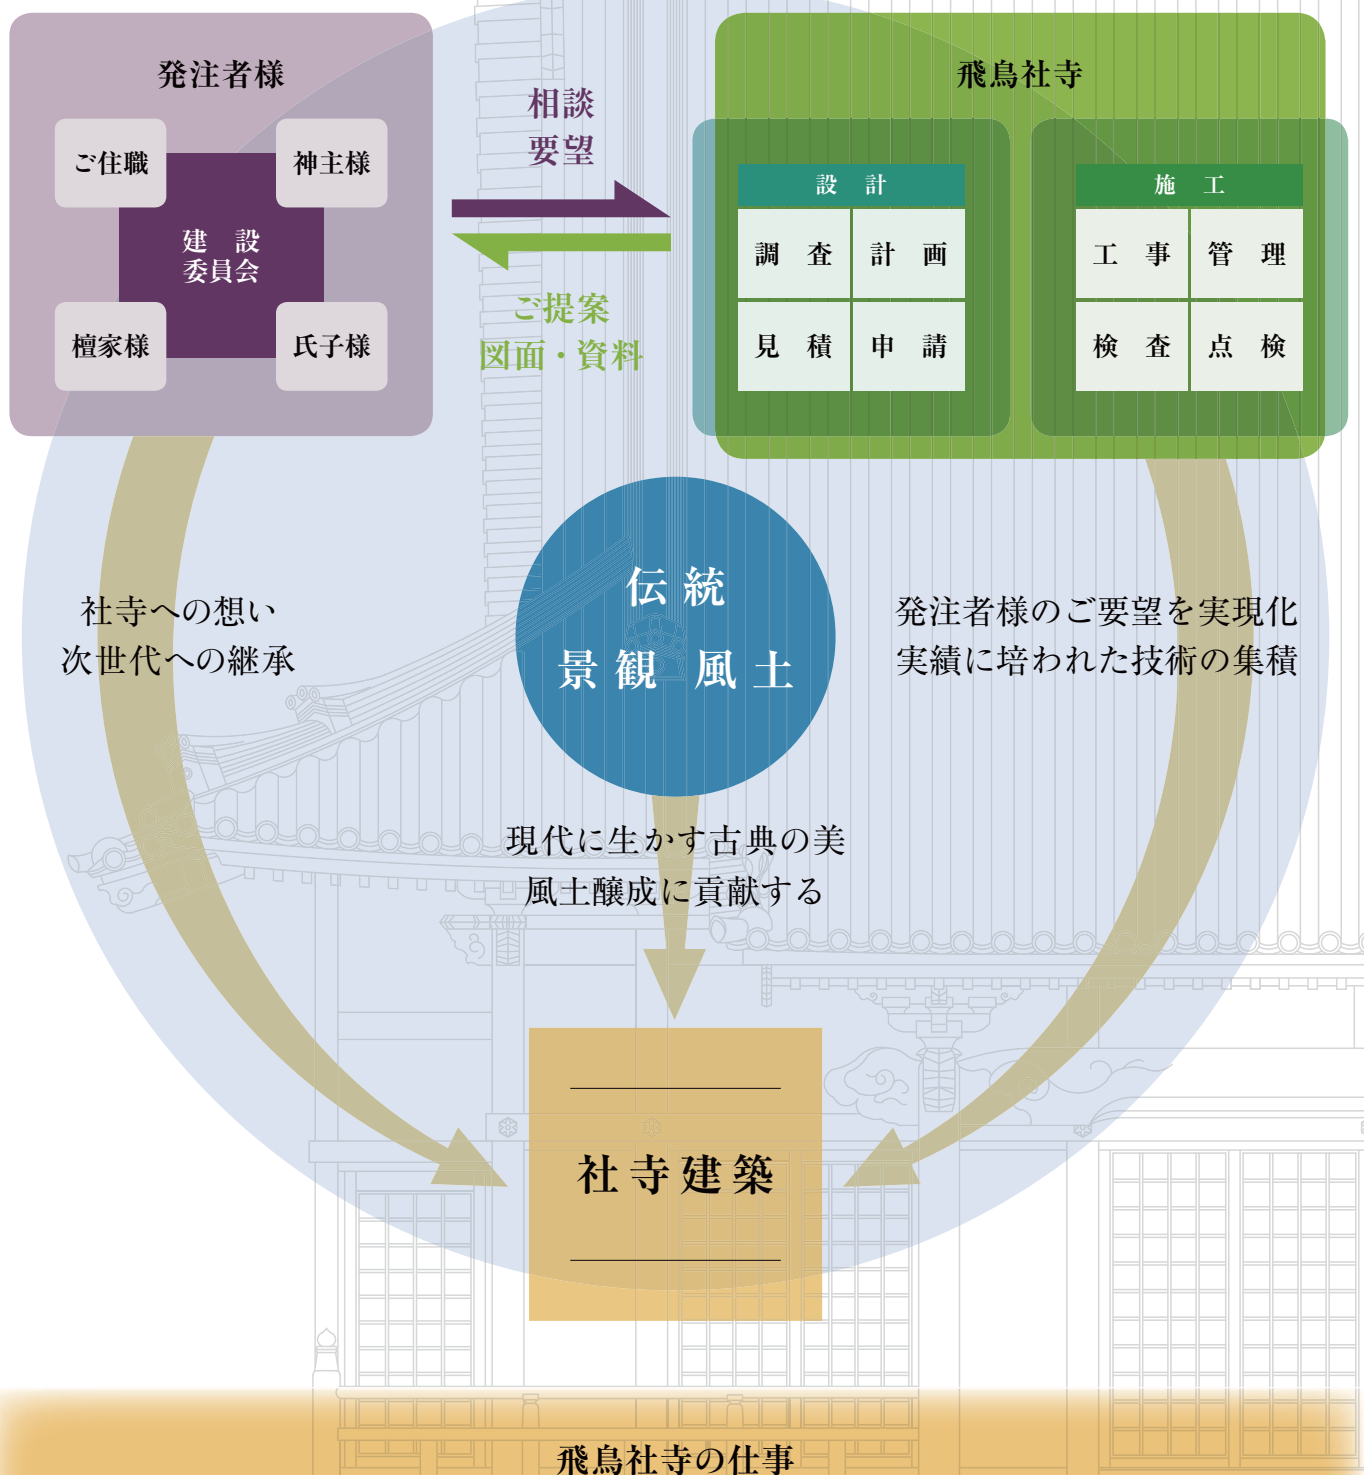 発注者様
ご住職
神主様
建設
委員会
檀家様
氏子様
相談
要望
ご提案
図面・資料
飛鳥社寺
設計
調査
計画
見積
申請
施工
工事
管理
検査
点検
伝統
景観 風土
社寺への想い
次世代への継承
発注者様のご要望を実現化
実績に培われた技術の集積
現代に生かす古典の美
風土醸成に貢献する
社寺建築
飛鳥社寺の仕事